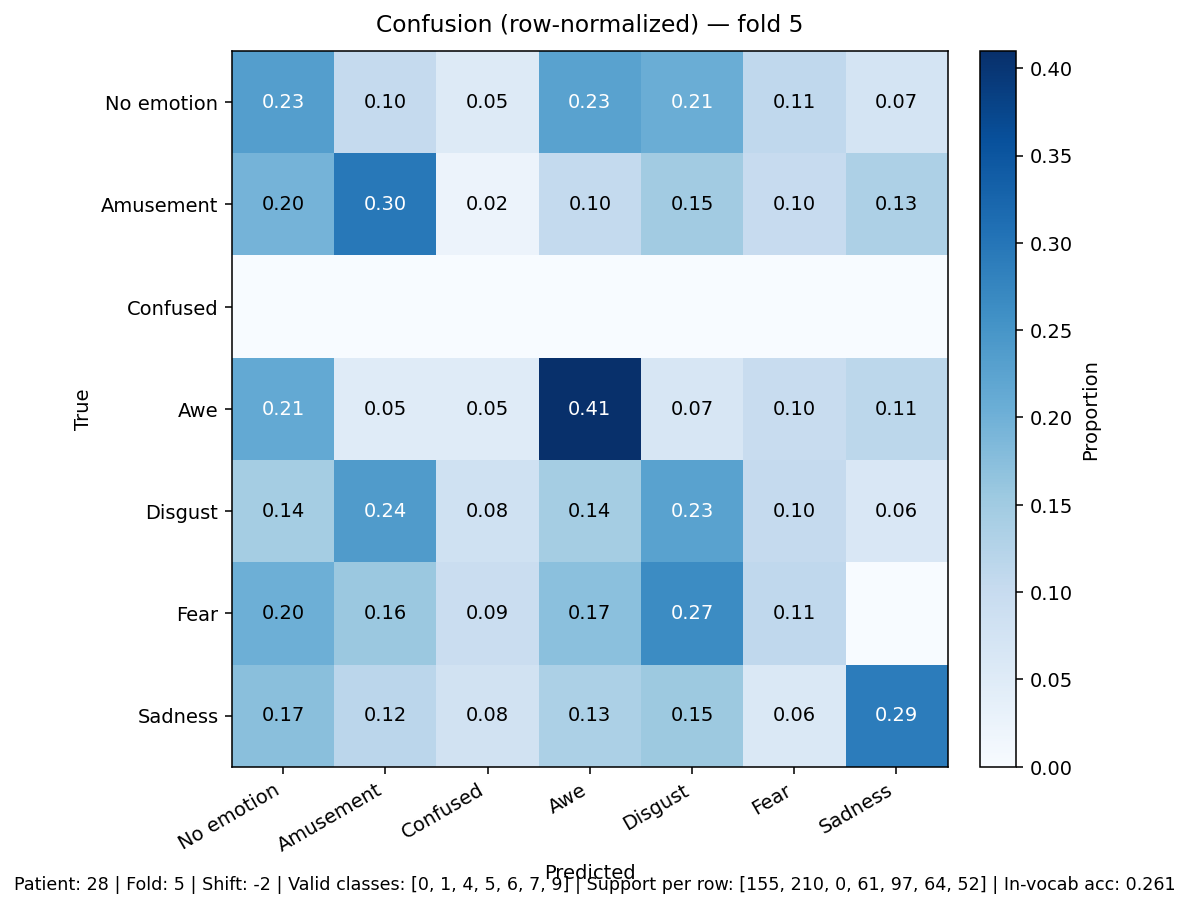 Confusion (row-normalized) — fold 5
No emotion 0.23 0.10 0.05 0.23 0.21 0.11 0.07
Amusement 0.20 0.30 0.02 0.10 0.15 0.10 0.13
Confused
Awe 0.21 0.05 0.05 0.41 0.07 0.10 0.11
Disgust 0.14 0.24 0.08 0.14 0.23 0.10 0.06
Fear 0.20 0.16 0.09 0.17 0.27 0.11
Sadness 0.17 0.12 0.08 0.13 0.15 0.06 0.29
True
No emotion Amusement Confused Awe Disgust Fear Sadness
Predicted
0.40
0.35
0.30
0.25
0.20
0.15
0.10
0.05
0.00
Proportion
Patient: 28 | Fold: 5 | Shift: -2 | Valid classes: [0, 1, 4, 5, 6, 7, 9] | Support per row: [155, 210, 0, 61, 97, 64, 52] | In-vocab acc: 0.261